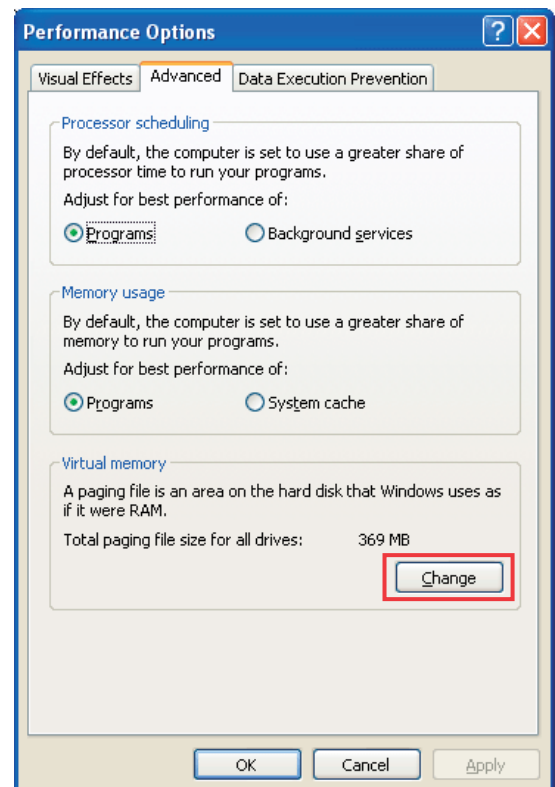 Performance Options
Visual Effects Advanced Data Execution Prevention
Processor scheduling
By default, the computer is set to use a greater share of
processor time to run your programs.
Adjust for best performance of:
Programs Background services
Memory usage
By default, the computer is set to use a greater share of
memory to run your programs.
Adjust for best performance of:
Programs System cache
Virtual memory
A paging file is an area on the hard disk that Windows uses as
if it were RAM.
Total paging file size for all drives: 369 MB
Change
OK Cancel Apply